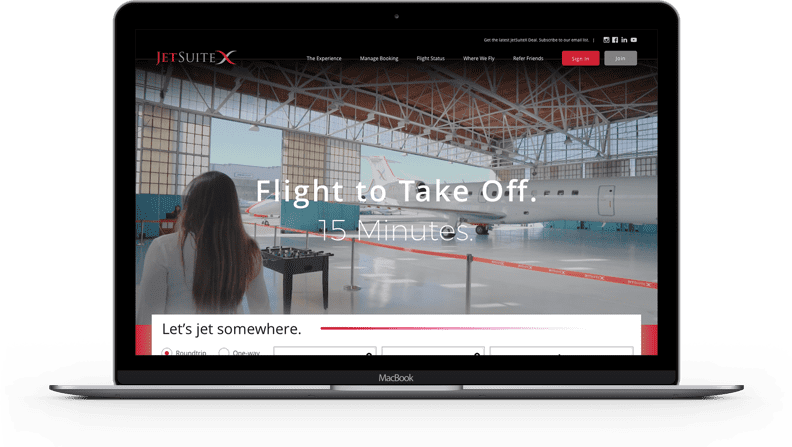 Get the latest JetSuiteX Deal. Subscribe to our email list. |
JETSUITEX
The Experience Manage Booking Flight Status Where We Fly Refer Friends Sign In Join
Flight to Take Off.
15 Minutes.
Let's jet somewhere.
Roundtrip One-way
MacBook